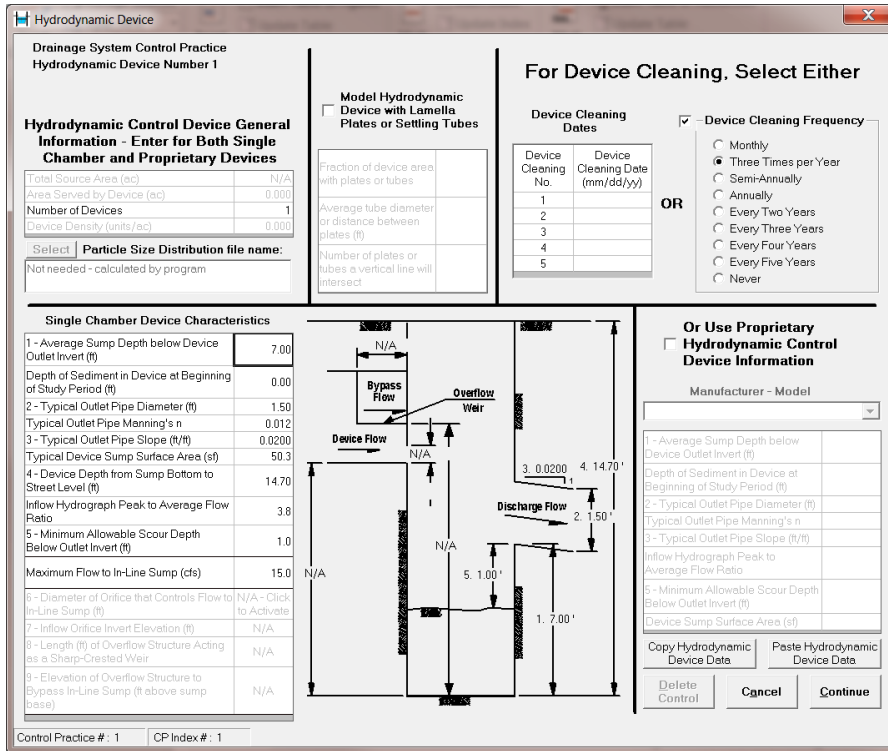 Hydrodynamic Device
Drainage System Control Practice
Hydrodynamic Device Number 1
Hydrodynamic Control Device General
Information - Enter for Both Single
Chamber and Proprietary Devices
Total Source Area (ac) N/A
Area Served by Device (ac) 0.000
Number of Devices 1
Device Density (units/ac) 0.000
Select Particle Size Distribution file name:
Not needed - calculated by program
Model Hydrodynamic
Device with Lamella
Plates or Settling Tubes
Fraction of device area
with plates or tubes
Average tube diameter
or distance between
plates (ft)
Number of plates or
tubes a vertical line will
intersect
For Device Cleaning, Select Either
Device Cleaning
Dates
Device
Cleaning
No.
Device
Cleaning Date
(mm/dd/yy)
1
2
3
4
5
OR
Device Cleaning Frequency
Monthly
Three Times per Year
Semi-Annually
Annually
Every Two Years
Every Three Years
Every Four Years
Every Five Years
Never
Single Chamber Device Characteristics
1 - Average Sump Depth below Device
Outlet Invert (ft) 7.00
Depth of Sediment in Device at Beginning
of Study Period (ft) 0.00
2 - Typical Outlet Pipe Diameter (ft) 1.50
Typical Outlet Pipe Manning's n 0.012
3 - Typical Outlet Pipe Slope (ft/ft) 0.0200
Typical Device Sump Surface Area (sf) 50.3
4 - Device Depth from Sump Bottom to
Street Level (ft) 14.70
Inflow Hydrograph Peak to Average Flow
Ratio 3.8
5 - Minimum Allowable Scour Depth
Below Outlet Invert (ft) 1.0
Maximum Flow to In-Line Sump (cfs) 15.0
6 - Diameter of Orifice that Controls Flow to
In-Line Sump (ft)
N/A - Click
to Activate
7 - Inflow Orifice Invert Elevation (ft) N/A
8 - Length (ft) of Overflow Structure Acting
as a Sharp-Crested Weir N/A
9 - Elevation of Overflow Structure to
Bypass In-Line Sump (ft above sump
base) N/A
N/A
Bypass
Flow
Overflow
Weir
Device Flow
N/A
3. 0.0200
1
4. 14.70 '
Discharge Flow
2. 1.50 '
N/A
N/A
5. 1.00 '
1. 7.00 '
Or Use Proprietary
Hydrodynamic Control
Device Information
Manufacturer - Model
1 - Average Sump Depth below
Device Outlet Invert (ft)
Depth of Sediment in Device at
Beginning of Study Period (ft)
2 - Typical Outlet Pipe Diameter (ft)
Typical Outlet Pipe Manning's n
3 - Typical Outlet Pipe Slope (ft/ft)
Inflow Hydrograph Peak to
Average Flow Ratio
5 - Minimum Allowable Scour Depth
Below Outlet Invert (ft)
Device Sump Surface Area (sf)
Copy Hydrodynamic
Device Data
Paste Hydrodynamic
Device Data
Delete
Control
Cancel
Continue
Control Practice # : 1 CP Index # : 1